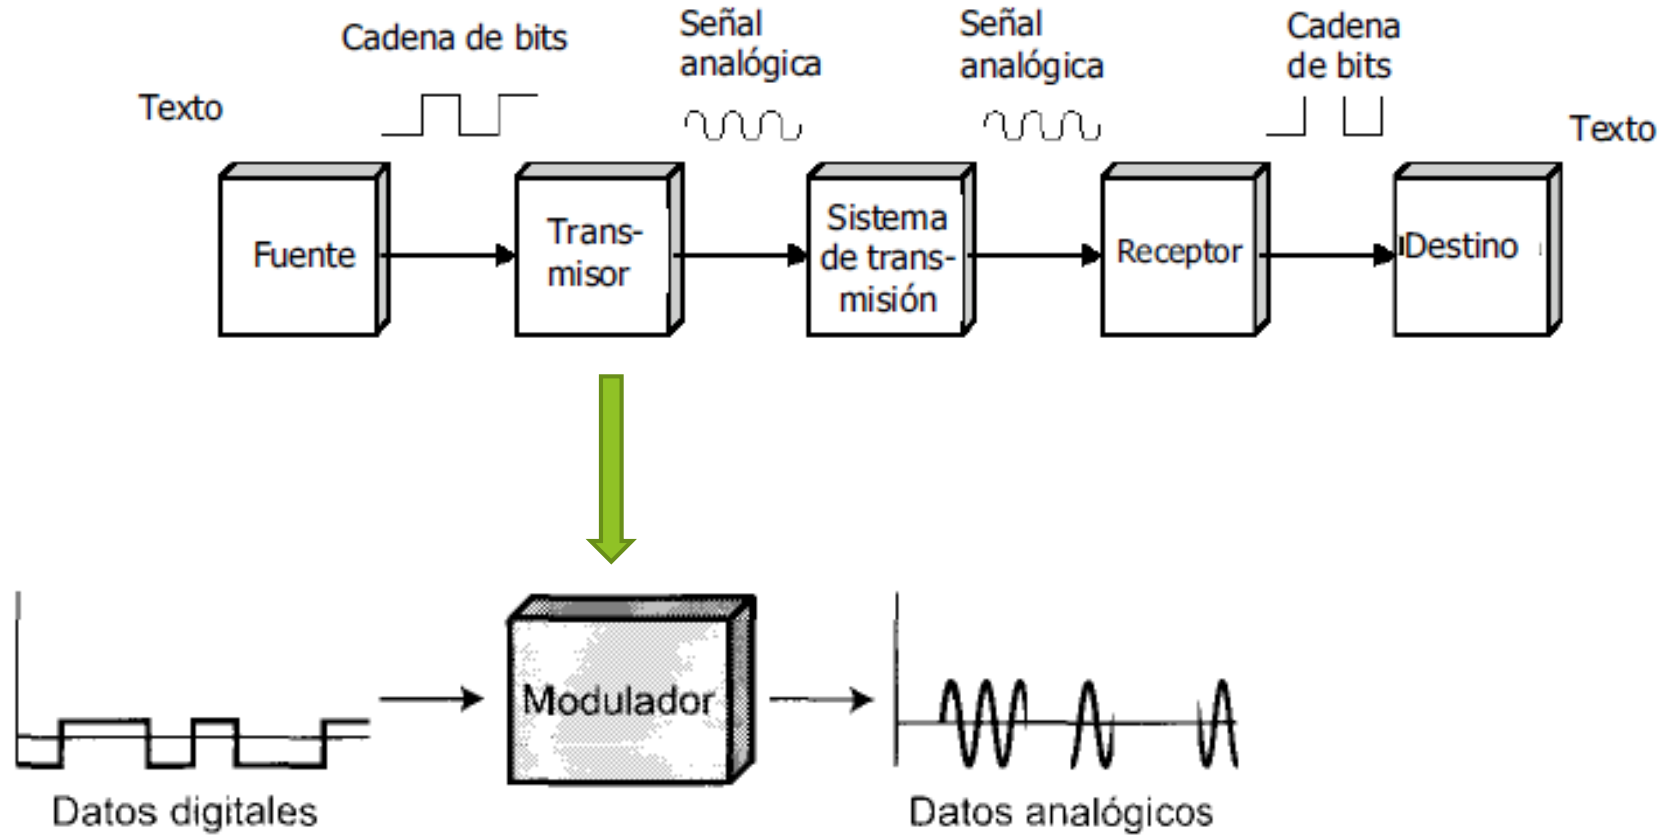 Texto
Cadena de bits
Señal
analógica
Señal
analógica
Cadena
de bits
Texto
Fuente
Trans-
misor
Sistema
de trans-
misión
Receptor
Destino
Modulador
Datos digitales
Datos analógicos